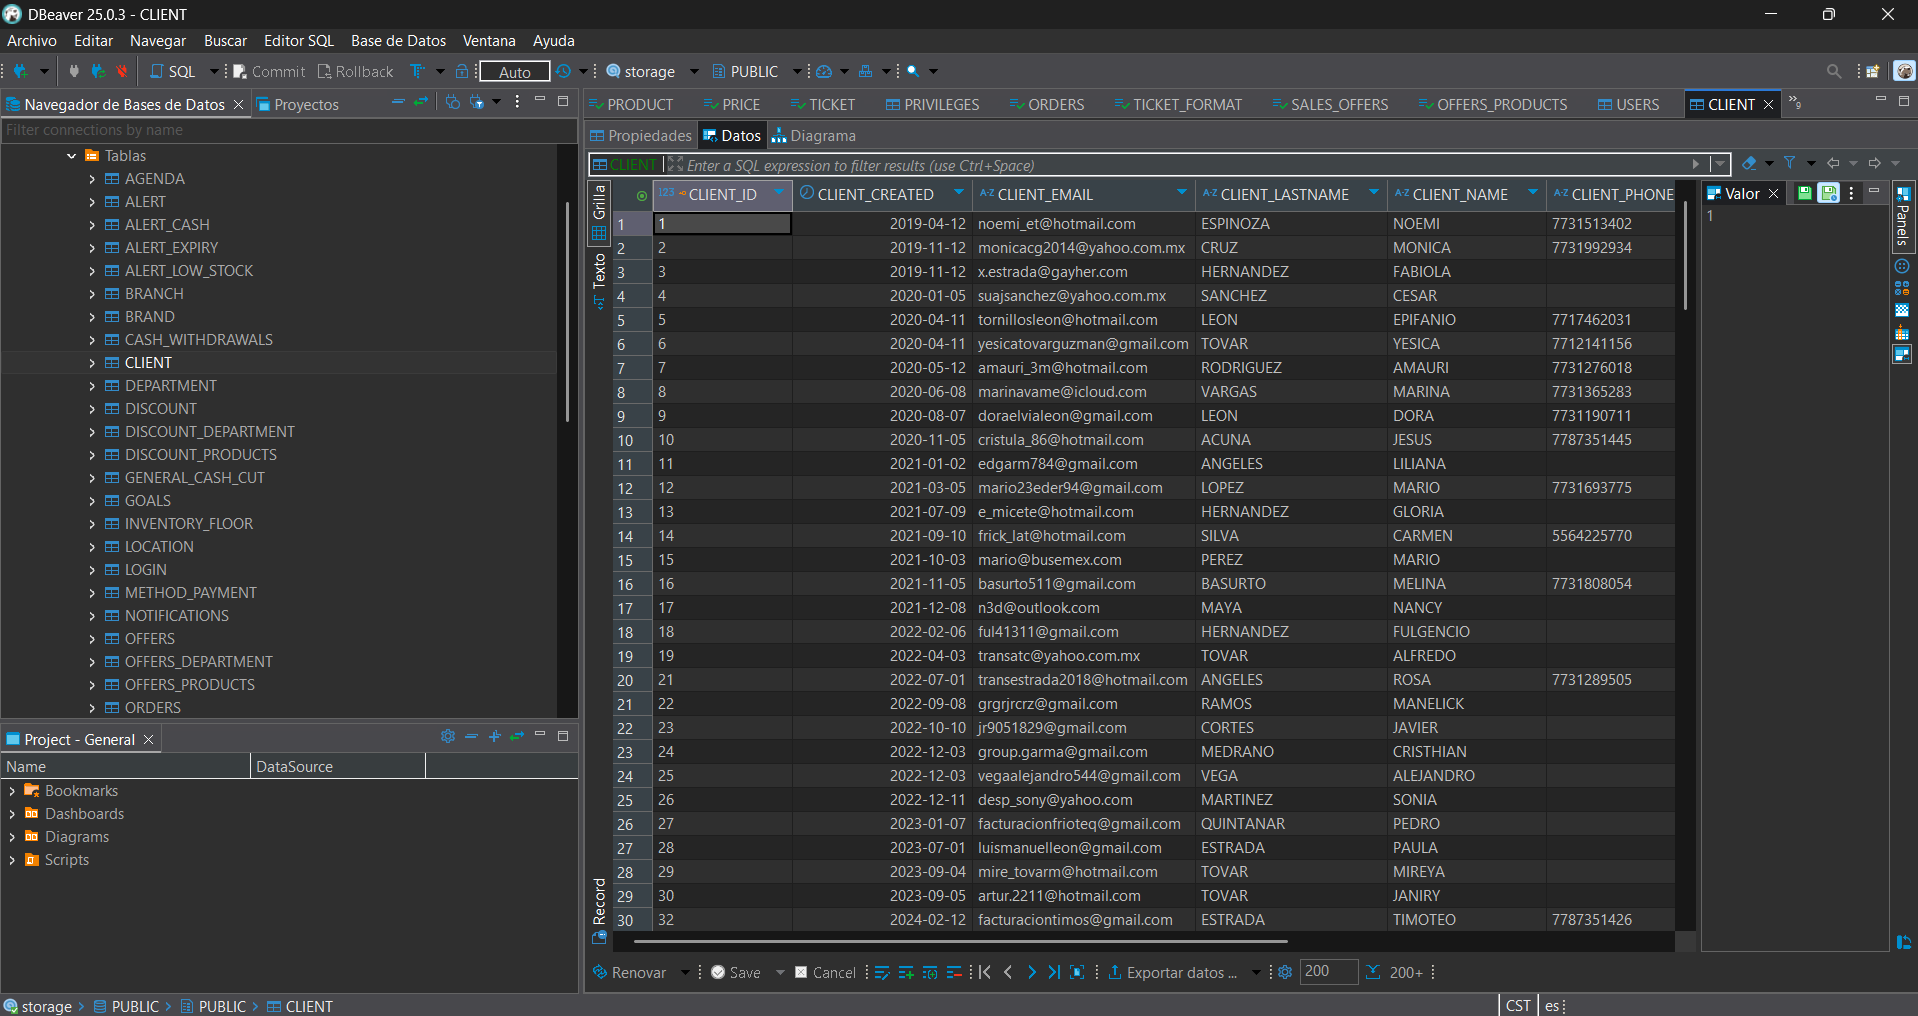 DBeaver 25.0.3 - CLIENT
Archivo Editar Navegar Buscar Editor SQL Base de Datos Ventana Ayuda
SQL Commit Rollback Auto storage PUBLIC
Navegador de Bases de Datos Proyectos
Filter connections by name
Tablas
AGENDA
ALERT
ALERT_CASH
ALERT_EXPIRY
ALERT_LOW_STOCK
BRANCH
BRAND
CASH_WITHDRAWALS
CLIENT
DEPARTMENT
DISCOUNT
DISCOUNT_DEPARTMENT
DISCOUNT_PRODUCTS
GENERAL_CASH_CUT
GOALS
INVENTORY_FLOOR
LOCATION
LOGIN
METHOD_PAYMENT
NOTIFICATIONS
OFFERS
OFFERS_DEPARTMENT
OFFERS_PRODUCTS
ORDERS
Project - General
Name DataSource
Bookmarks
Dashboards
Diagrams
Scripts
PRODUCT PRICE TICKET PRIVILEGES ORDERS TICKET_FORMAT SALES_OFFERS OFFERS_PRODUCTS USERS CLIENT »9
Propiedades Datos Diagrama
CLIENT Enter a SQL expression to filter results (use Ctrl+Space)
Grilla
Texto
Record
123 CLIENT_ID CLIENT_CREATED A-Z CLIENT_EMAIL A-Z CLIENT_LASTNAME A-Z CLIENT_NAME A-Z CLIENT_PHONE
1 1 2019-04-12 noemi_et@hotmail.com ESPINOZA NOEMI 7731513402
2 2 2019-11-12 monicacg2014@yahoo.com.mx CRUZ MONICA 7731992934
3 3 2019-11-12 x.estrada@gayher.com HERNANDEZ FABIOLA
4 4 2020-01-05 suajsanchez@yahoo.com.mx SANCHEZ CESAR
5 5 2020-04-11 tornillosleon@hotmail.com LEON EPIFANIO 7717462031
6 6 2020-04-11 yesicatovarguzman@gmail.com TOVAR YESICA 7712141156
7 7 2020-05-12 amauri_3m@hotmail.com RODRIGUEZ AMAURI 7731276018
8 8 2020-06-08 marinavame@icloud.com VARGAS MARINA 7731365283
9 9 2020-08-07 doraelvialeon@gmail.com LEON DORA 7731190711
10 10 2020-11-05 cristula_86@hotmail.com ACUNA JESUS 7787351445
11 11 2021-01-02 edgarm784@gmail.com ANGELES LILIANA
12 12 2021-03-05 mario23eder94@gmail.com LOPEZ MARIO 7731693775
13 13 2021-07-09 e_micete@hotmail.com HERNANDEZ GLORIA
14 14 2021-09-10 frick_lat@hotmail.com SILVA CARMEN 5564225770
15 15 2021-10-03 mario@busemex.com PEREZ MARIO
16 16 2021-11-05 basurto511@gmail.com BASURTO MELINA 7731808054
17 17 2021-12-08 n3d@outlook.com MAYA NANCY
18 18 2022-02-06 ful41311@gmail.com HERNANDEZ FULGENCIO
19 19 2022-04-03 transatc@yahoo.com.mx TOVAR ALFREDO
20 21 2022-07-01 transestrada2018@hotmail.com ANGELES ROSA 7731289505
21 22 2022-09-08 grgrjrcrz@gmail.com RAMOS MANELICK
22 23 2022-10-10 jr9051829@gmail.com CORTES JAVIER
23 24 2022-12-03 group.garma@gmail.com MEDRANO CRISTHIAN
24 25 2022-12-03 vegaalejandro544@gmail.com VEGA ALEJANDRO
25 26 2022-12-11 desp_sony@yahoo.com MARTINEZ SONIA
26 27 2023-01-07 facturacionfrioteq@gmail.com QUINTANAR PEDRO
27 28 2023-07-01 luismanuelleon@gmail.com ESTRADA PAULA
28 29 2023-09-04 mire_tovarm@hotmail.com TOVAR MIREYA
29 30 2023-09-05 artur.2211@hotmail.com TOVAR JANIRY
30 32 2024-02-12 facturaciontimos@gmail.com ESTRADA TIMOTEO 7787351426
Valor
1
Panels
Renovar Save Cancel Exportar datos ... 200 200+
storage PUBLIC PUBLIC CLIENT
CST es